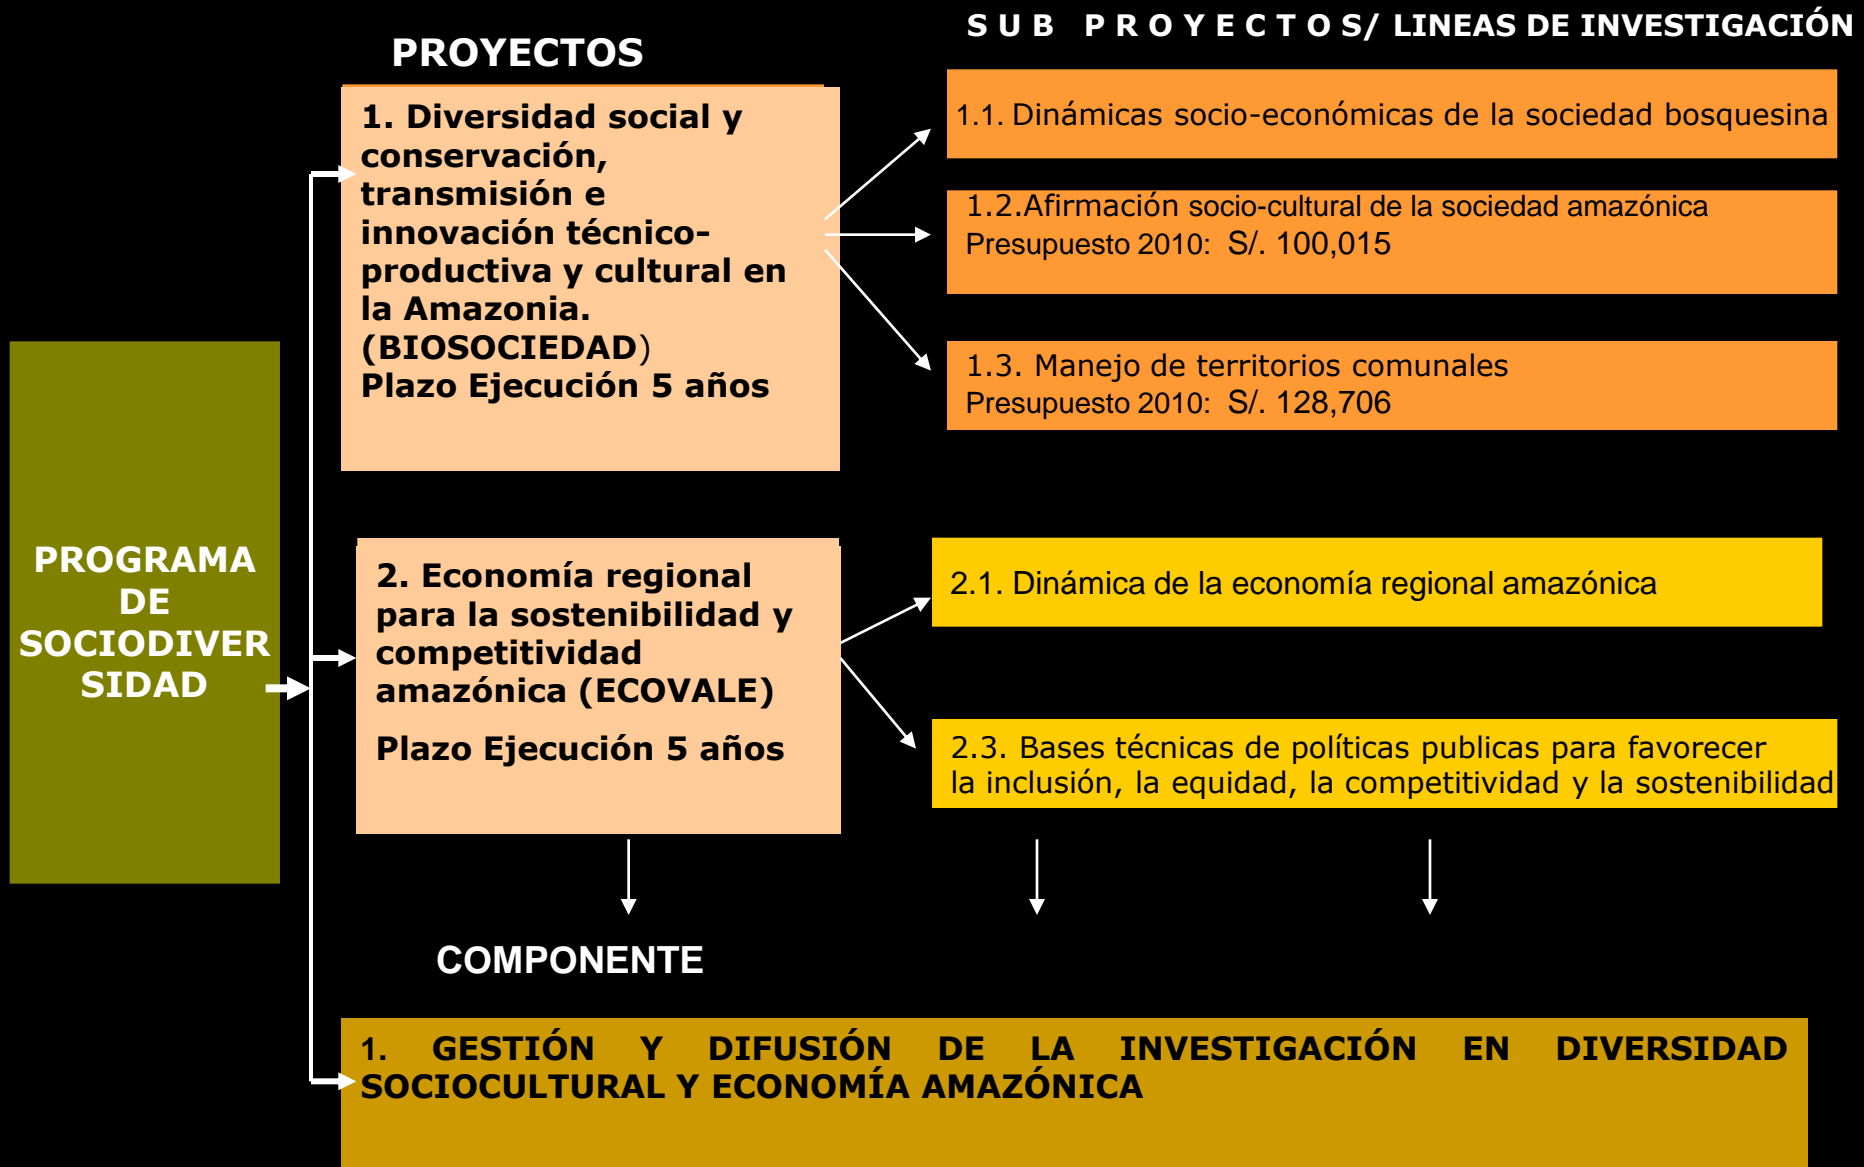 PROYECTOS
S U B P R O Y E C T O S/ LINEAS DE INVESTIGACIÓN
PROGRAMA
DE
SOCIODIVER
SIDAD
1. Diversidad social y
conservación,
transmisión e
innovación técnico-
productiva y cultural en
la Amazonia.
(BIOSOCIEDAD)
Plazo Ejecución 5 años
1.1. Dinámicas socio-económicas de la sociedad bosquesina
1.2.Afirmación socio-cultural de la sociedad amazónica
Presupuesto 2010: S/. 100,015
1.3. Manejo de territorios comunales
Presupuesto 2010: S/. 128,706
2. Economía regional
para la sostenibilidad y
competitividad
amazónica (ECOVALE)
Plazo Ejecución 5 años
2.1. Dinámica de la economía regional amazónica
2.3. Bases técnicas de políticas publicas para favorecer
la inclusión, la equidad, la competitividad y la sostenibilidad
COMPONENTE
1. GESTIÓN Y DIFUSIÓN DE LA INVESTIGACIÓN EN DIVERSIDAD
SOCIOCULTURAL Y ECONOMÍA AMAZÓNICA